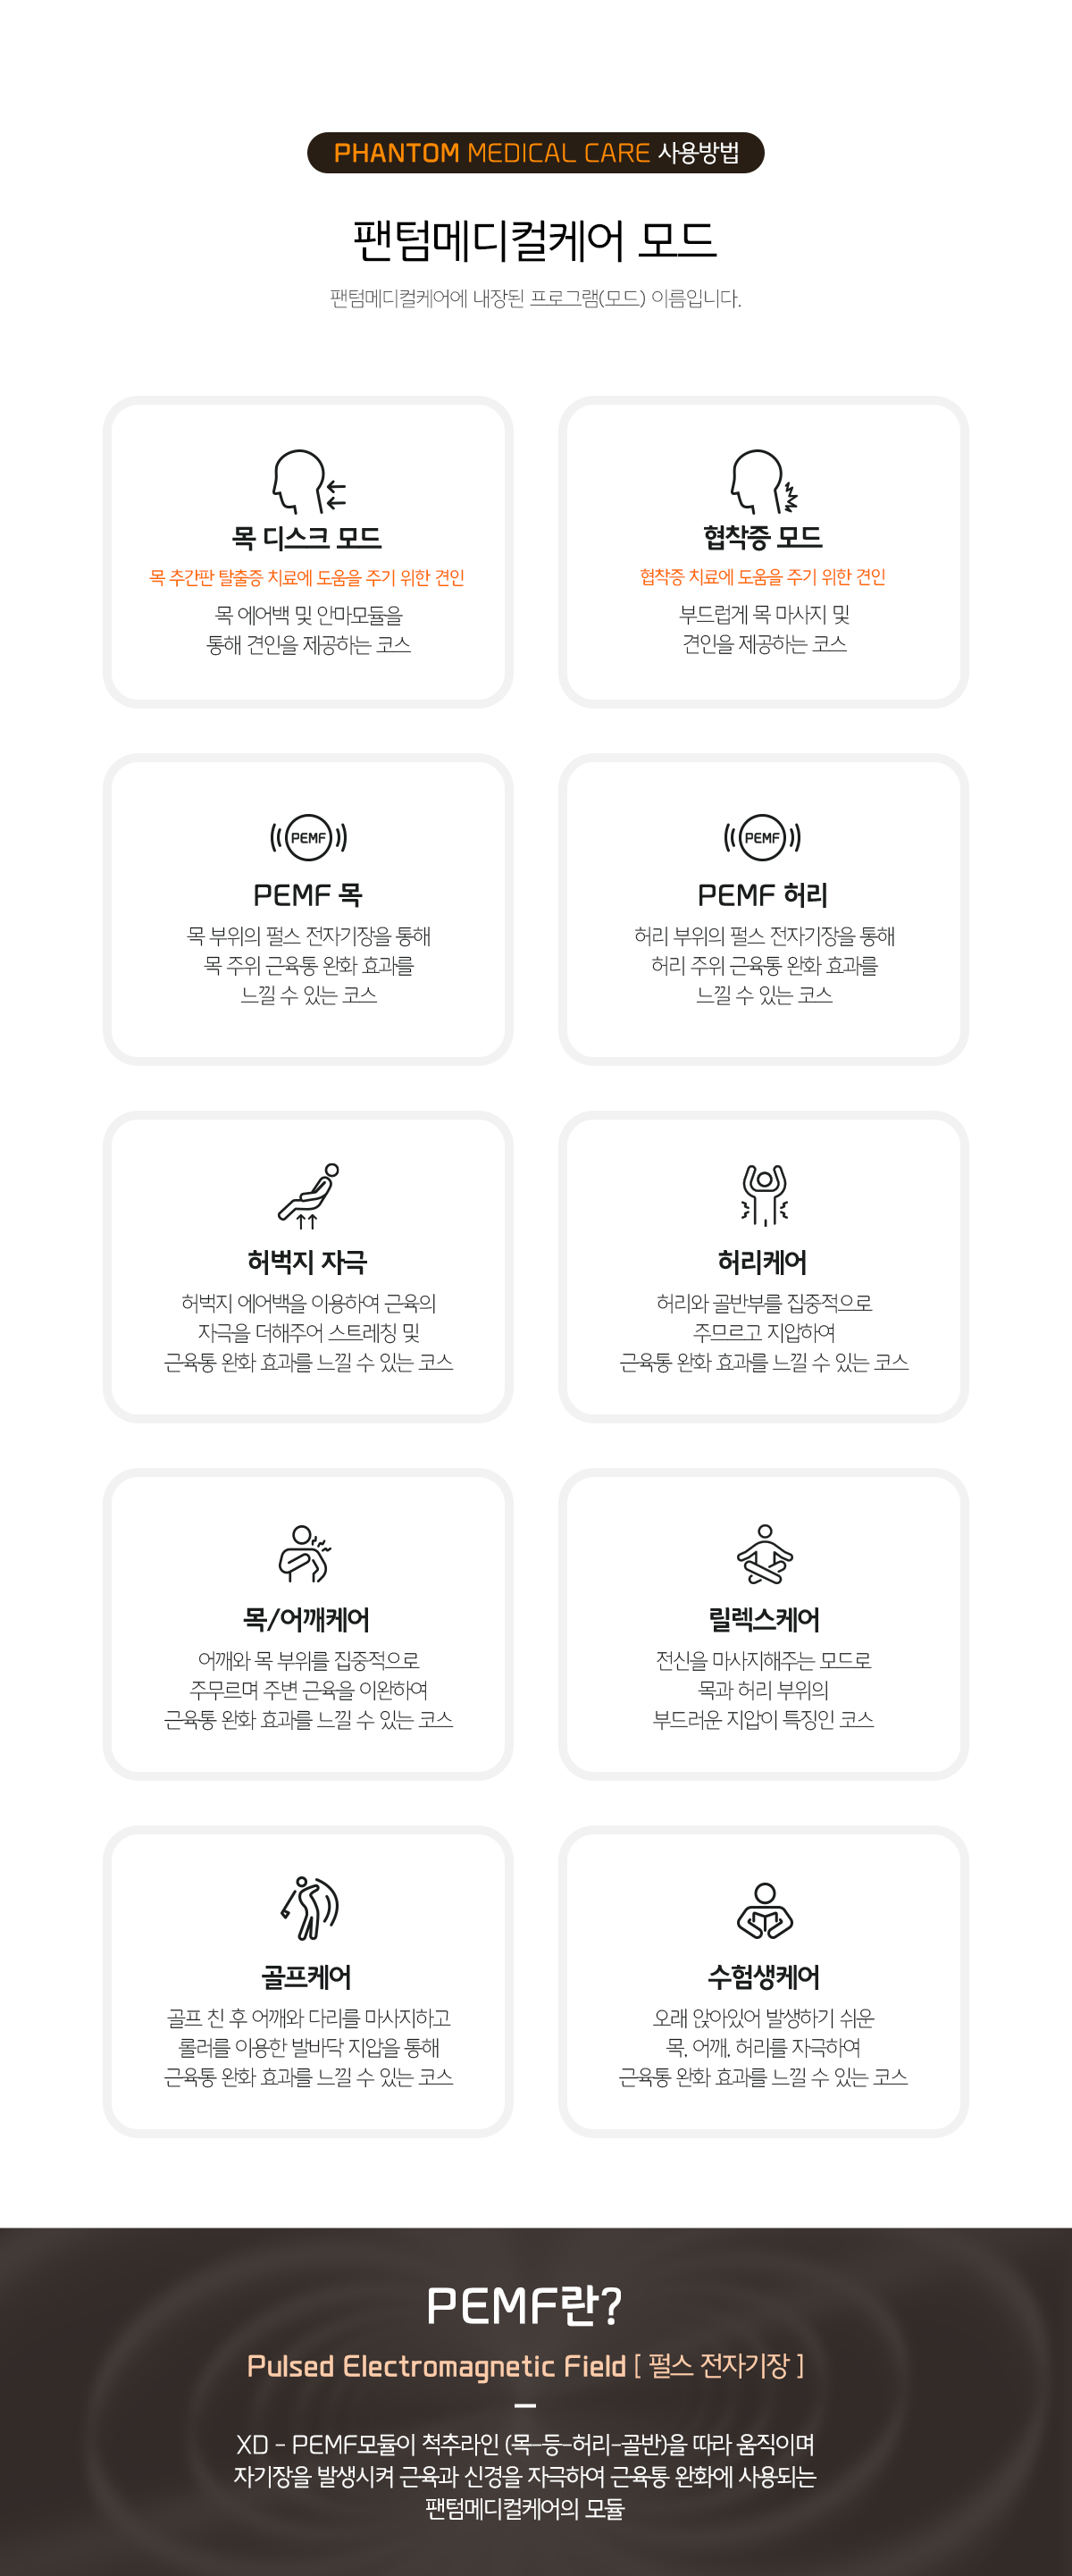 PHANTOM MEDICAL CARE 사용방법
팬텀메디컬케어 모드
팬텀메디컬케어에 내장된 프로그램(모드) 이름입니다.
목 디스크 모드
목 추간판 탈출증 치료에 도움을 주기 위한 견인
목 에어백 및 안마모듈을
통해 견인을 제공하는 코스
협착증 모드
협착증 치료에 도움을 주기 위한 견인
부드럽게 목 마사지 및
견인을 제공하는 코스
PEMF
PEMF 목
목 부위의 펄스 전자기장을 통해
목 주위 근육통 완화 효과를
느낄 수 있는 코스
PEMF
PEMF 허리
허리 부위의 펄스 전자기장을 통해
허리 주위 근육통 완화 효과를
느낄 수 있는 코스
허벅지 자극
허벅지 에어백을 이용하여 근육의
자극을 더해주어 스트레칭 및
근육통 완화 효과를 느낄 수 있는 코스
허리케어
허리와 골반부를 집중적으로
주므르고 지압하여
근육통 완화 효과를 느낄 수 있는 코스
목/어깨케어
어깨와 목 부위를 집중적으로
주무르며 주변 근육을 이완하여
근육통 완화 효과를 느낄 수 있는 코스
릴렉스케어
전신을 마사지해주는 모드로
목과 허리 부위의
부드러운 지압이 특징인 코스
골프케어
골프 친 후 어깨와 다리를 마사지하고
롤러를 이용한 발바닥 지압을 통해
근육통 완화 효과를 느낄 수 있는 코스
수험생케어
오래 앉아있어 발생하기 쉬운
목, 어깨, 허리를 자극하여
근육통 완화 효과를 느낄 수 있는 코스
PEMF란?
Pulsed Electromagnetic Field [ 펄스 전자기장 ]
XD - PEMF모듈이 척추라인 (목-등-허리-골반)을 따라 움직이며
자기장을 발생시켜 근육과 신경을 자극하여 근육통 완화에 사용되는
팬텀메디컬케어의 모듈